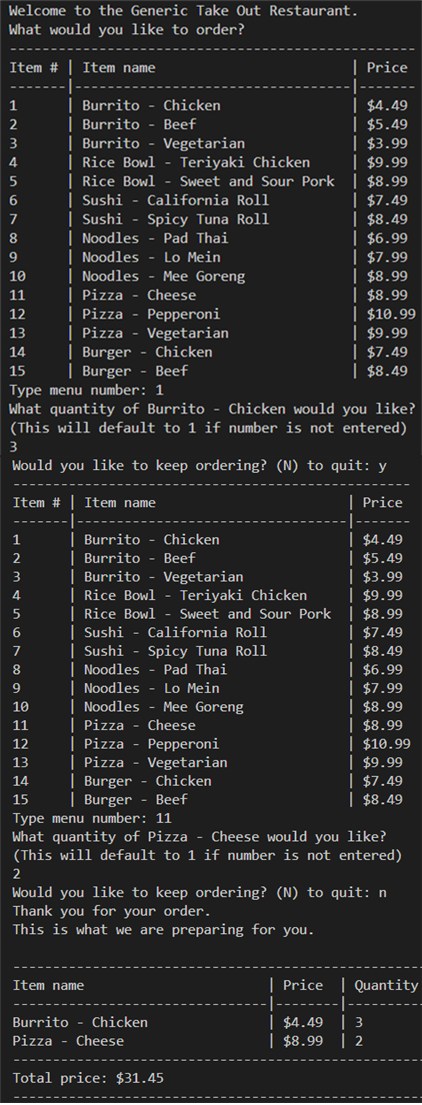 Welcome to the Generic Take Out Restaurant.
What would you like to order?
--------------------------------------------------
Item # | Item name                        | Price
-------|----------------------------------|-------
1      | Burrito - Chicken                | $4.49
2      | Burrito - Beef                   | $5.49
3      | Burrito - Vegetarian             | $3.99
4      | Rice Bowl - Teriyaki Chicken     | $9.99
5      | Rice Bowl - Sweet and Sour Pork  | $8.99
6      | Sushi - California Roll          | $7.49
7      | Sushi - Spicy Tuna Roll          | $8.49
8      | Noodles - Pad Thai               | $6.99
9      | Noodles - Lo Mein                | $7.99
10     | Noodles - Mee Goreng             | $8.99
11     | Pizza - Cheese                   | $8.99
12     | Pizza - Pepperoni                | $10.99
13     | Pizza - Vegetarian               | $9.99
14     | Burger - Chicken                 | $7.49
15     | Burger - Beef                    | $8.49
Type menu number: 1
What quantity of Burrito - Chicken would you like?
(This will default to 1 if number is not entered)
3
Would you like to keep ordering? (N) to quit: y
--------------------------------------------------
Item # | Item name                        | Price
-------|----------------------------------|-------
1      | Burrito - Chicken                | $4.49
2      | Burrito - Beef                   | $5.49
3      | Burrito - Vegetarian             | $3.99
4      | Rice Bowl - Teriyaki Chicken     | $9.99
5      | Rice Bowl - Sweet and Sour Pork  | $8.99
6      | Sushi - California Roll          | $7.49
7      | Sushi - Spicy Tuna Roll          | $8.49
8      | Noodles - Pad Thai               | $6.99
9      | Noodles - Lo Mein                | $7.99
10     | Noodles - Mee Goreng             | $8.99
11     | Pizza - Cheese                   | $8.99
12     | Pizza - Pepperoni                | $10.99
13     | Pizza - Vegetarian               | $9.99
14     | Burger - Chicken                 | $7.49
15     | Burger - Beef                    | $8.49
Type menu number: 11
What quantity of Pizza - Cheese would you like?
(This will default to 1 if number is not entered)
2
Would you like to keep ordering? (N) to quit: n
Thank you for your order.
This is what we are preparing for you.
--------------------------------------------------
Item name                       | Price  | Quantity
--------------------------------|--------|---------
Burrito - Chicken               | $4.49  | 3
Pizza - Cheese                  | $8.99  | 2
--------------------------------------------------
Total price: $31.45
--------------------------------------------------